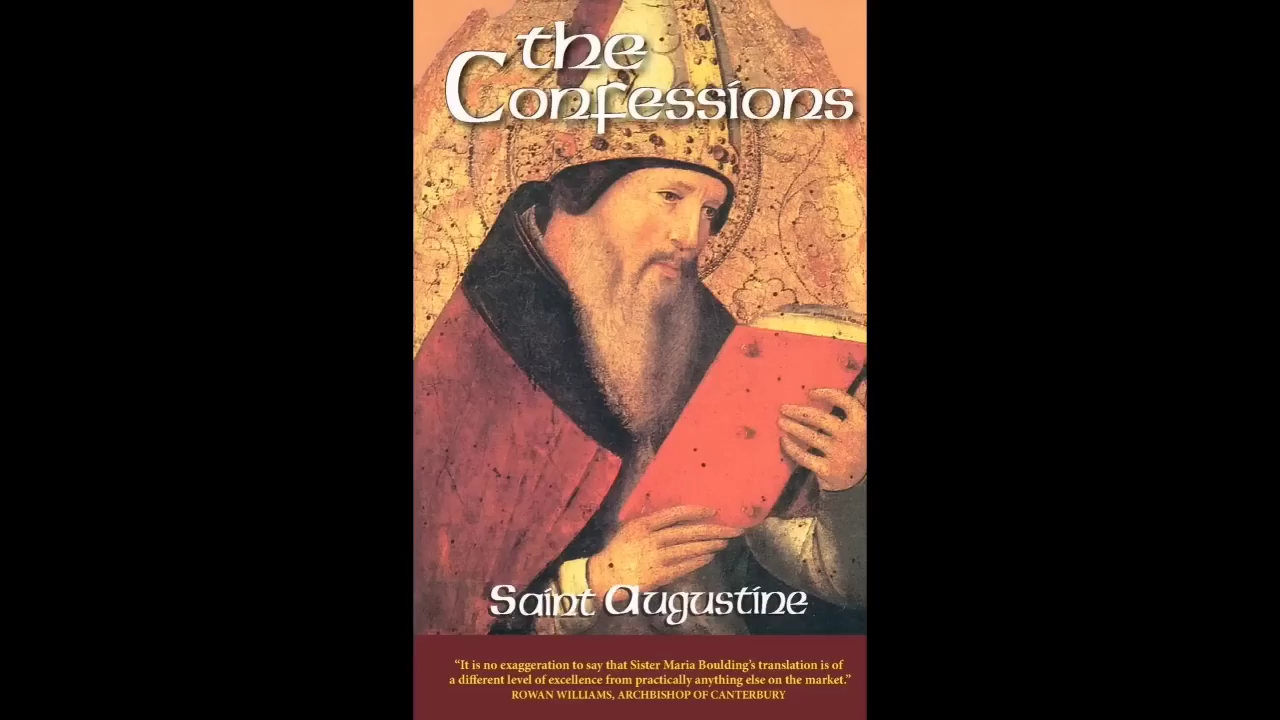 the
Confessions
Saint Augustine
“It is no exaggeration to say that Sister Maria Boulding’s translation is of
a different level of excellence from practically anything else on the market.”
ROWAN WILLIAMS, ARCHBISHOP OF CANTERBURY